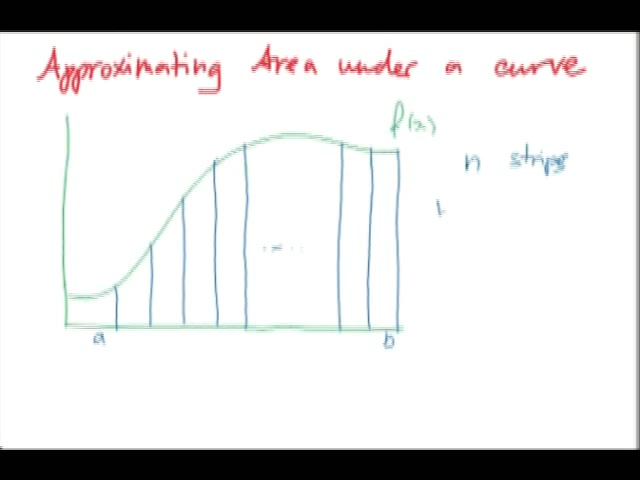 Approximating Area under a curve
f(x)
n strips
.....
a
b